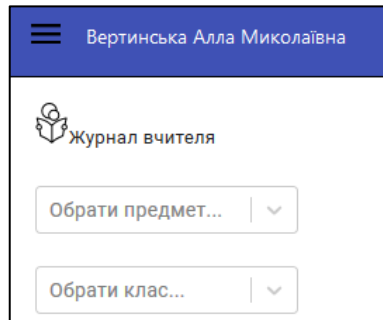 Вертинська Алла Миколаївна
Журнал вчителя
Обрати предмет...
Обрати клас...